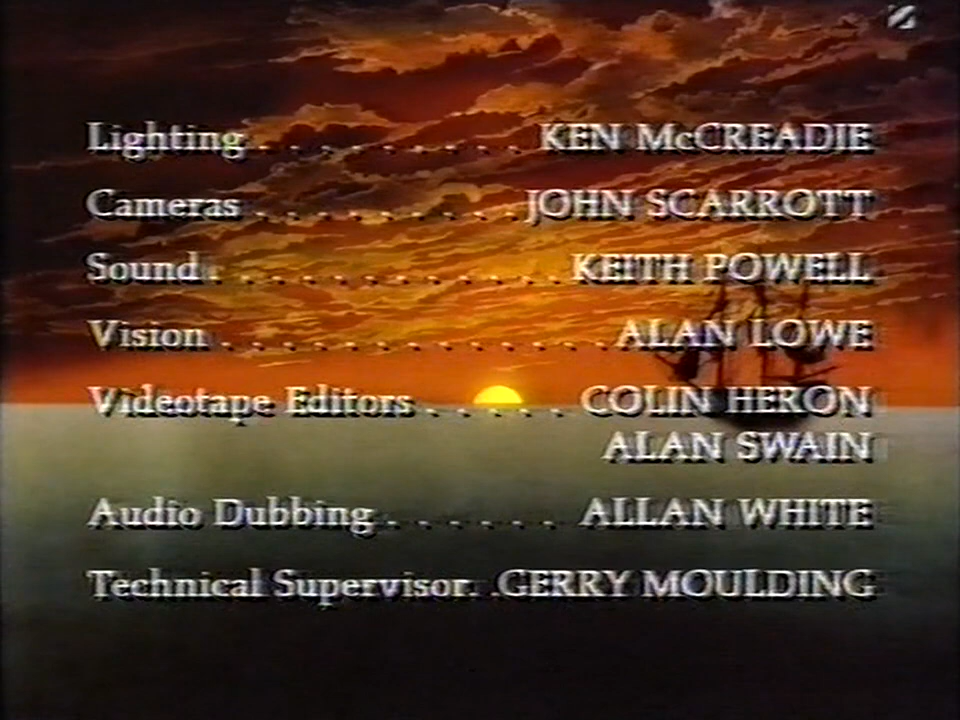 Lighting . . . . . . . . . . KEN McCREADIE
Cameras . . . . . . . . . JOHN SCARROTT
Sound . . . . . . . . . . . . KEITH POWELL
Vision . . . . . . . . . . . . . ALAN LOWE
Videotape Editors . . . . . COLIN HERON
ALAN SWAIN
Audio Dubbing . . . . . . ALLAN WHITE
Technical Supervisor. .GERRY MOULDING